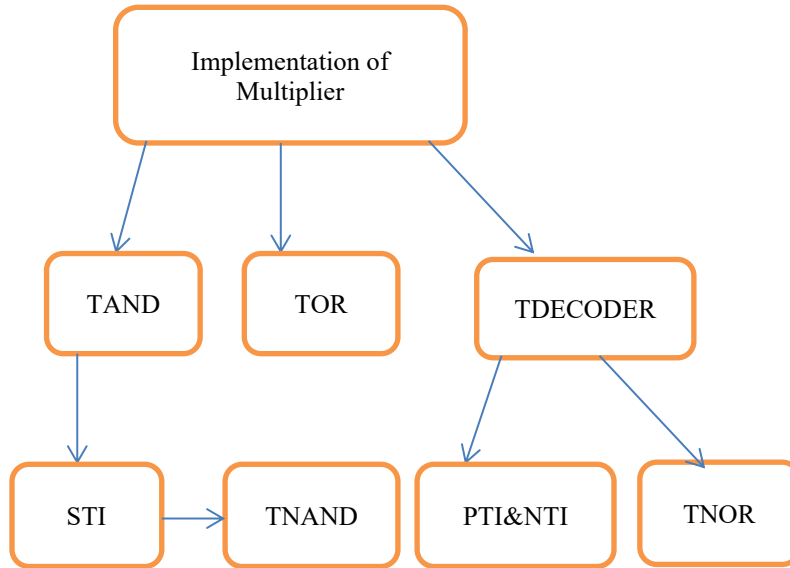 Implementation of
Multiplier
TAND
TOR
TDECODER
STI
TNAND
PTI&NTI
TNOR